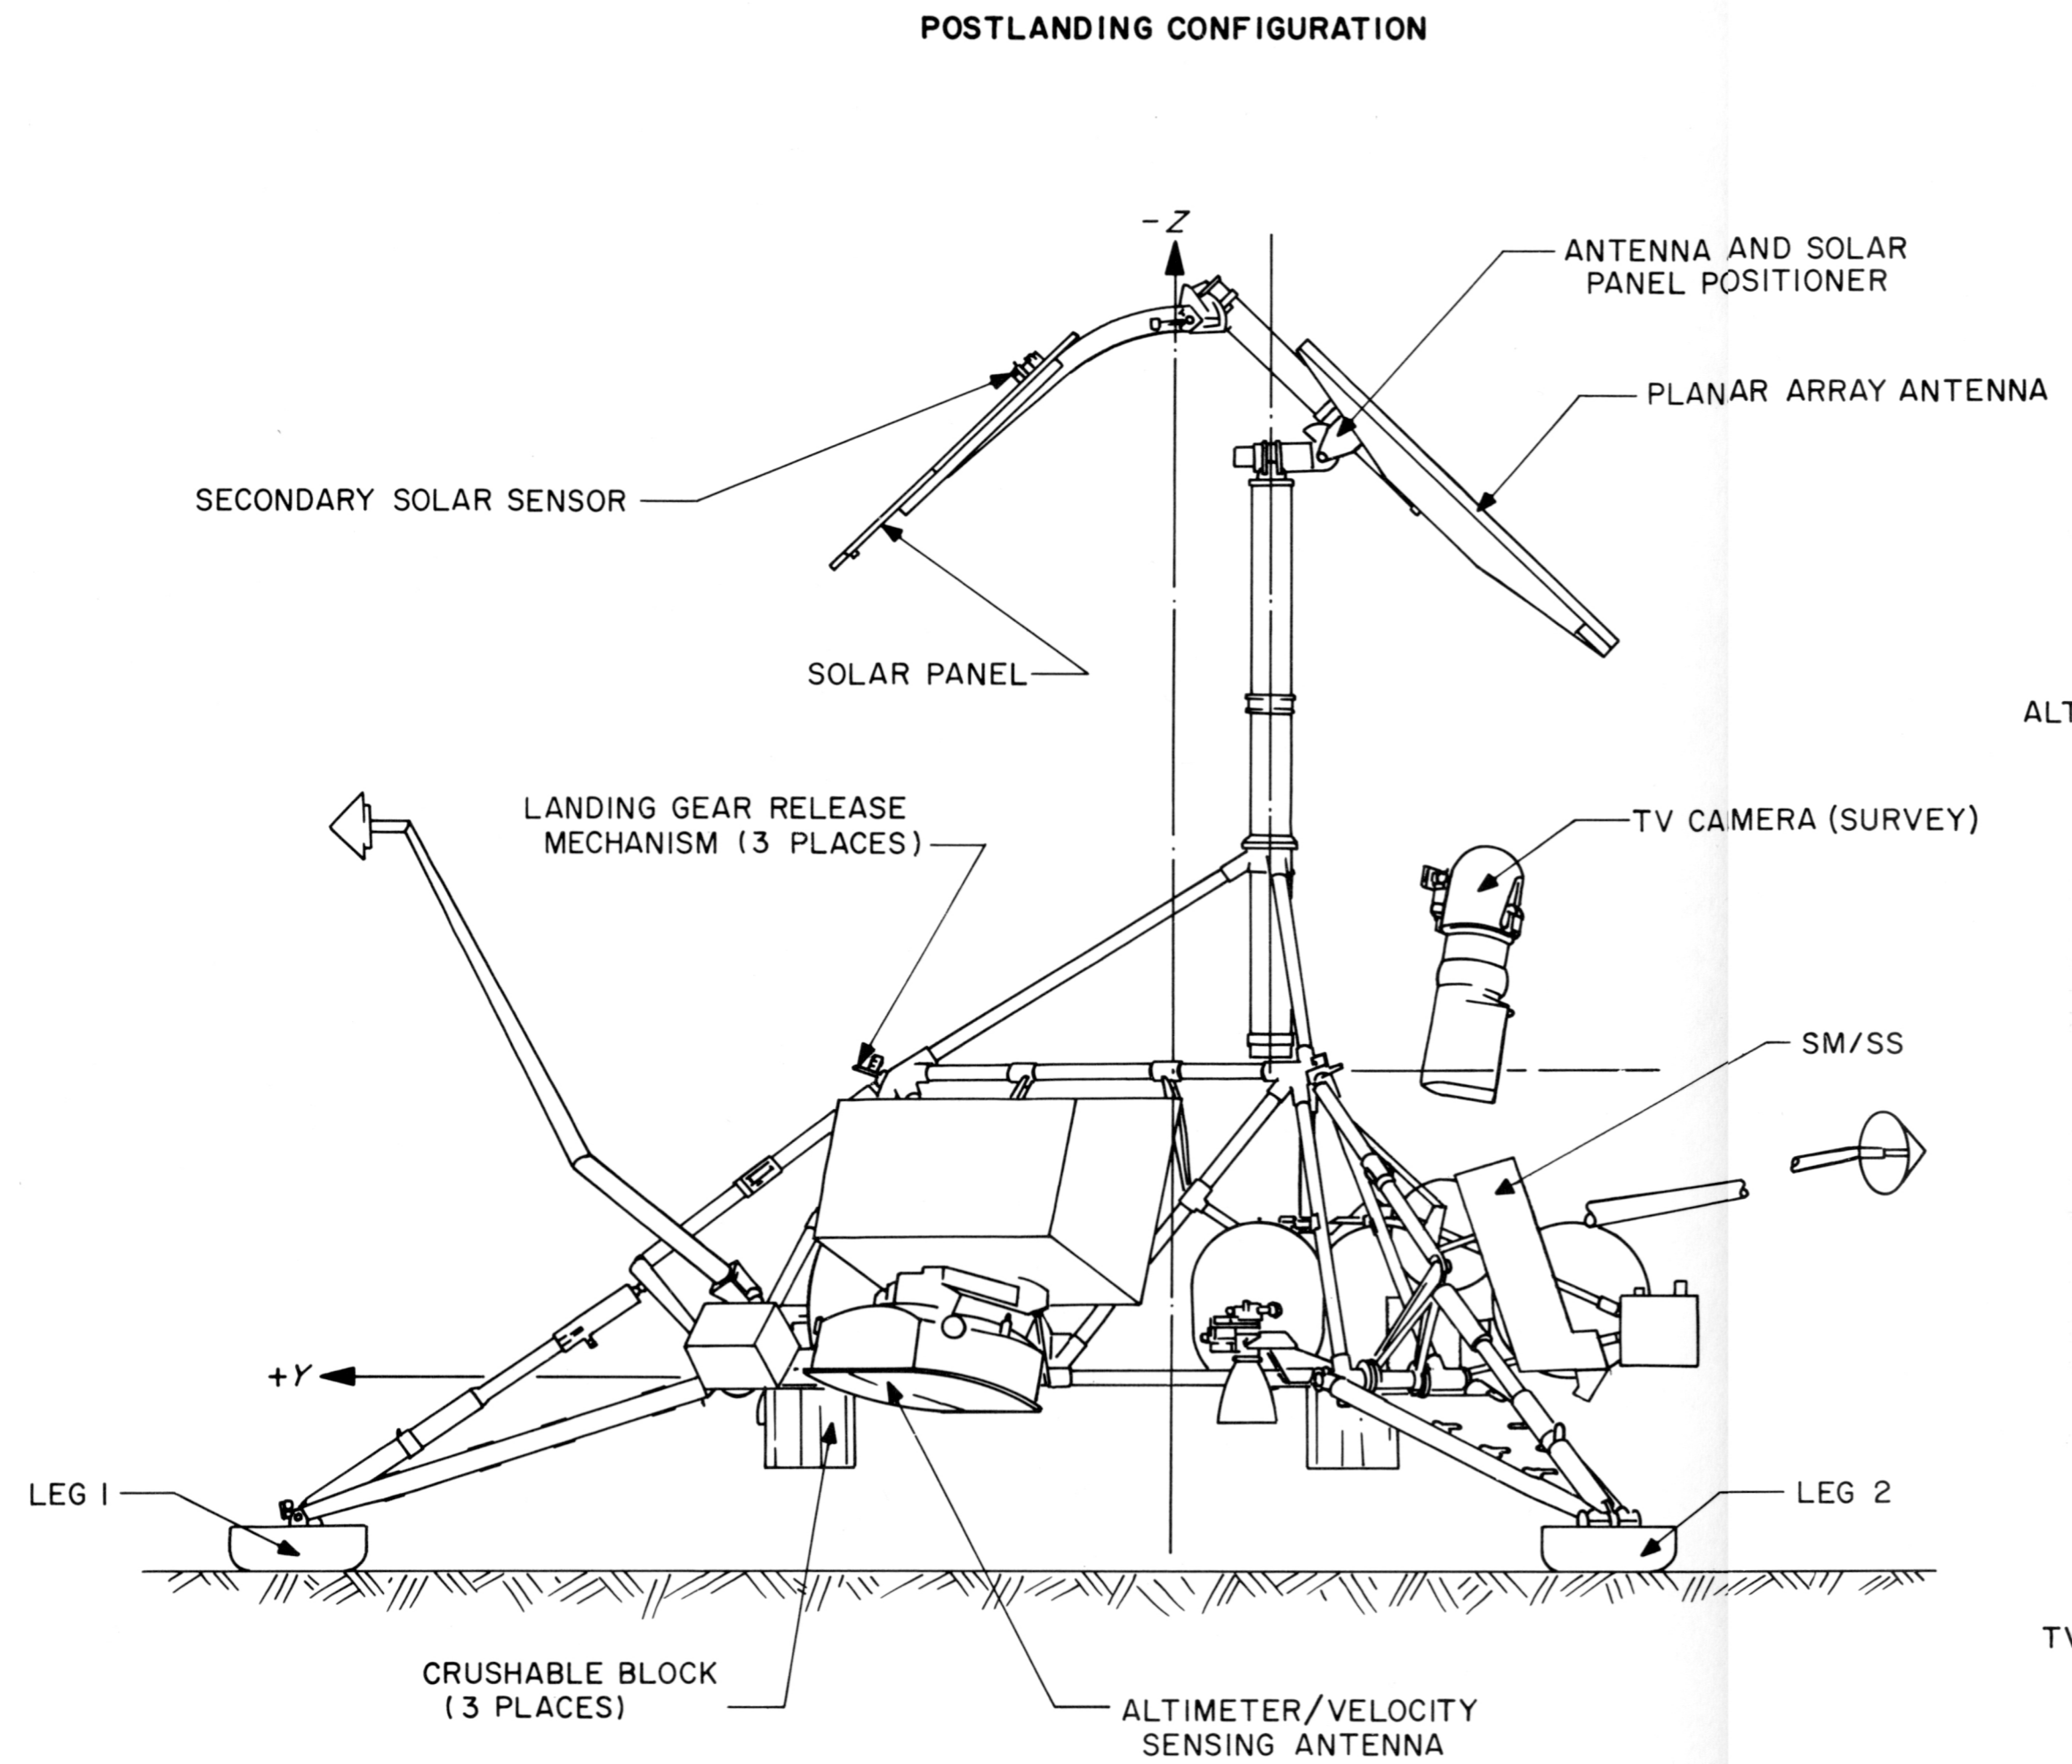 POSTLANDING CONFIGURATION
-Z
ANTENNA AND SOLAR
PANEL POSITIONER
PLANAR ARRAY ANTENNA
SECONDARY SOLAR SENSOR
SOLAR PANEL
ALT
LANDING GEAR RELEASE
MECHANISM (3 PLACES)
TV CAMERA (SURVEY)
SM/SS
+Y
LEG 1
LEG 2
TV
CRUSHABLE BLOCK
(3 PLACES)
ALTIMETER/VELOCITY
SENSING ANTENNA